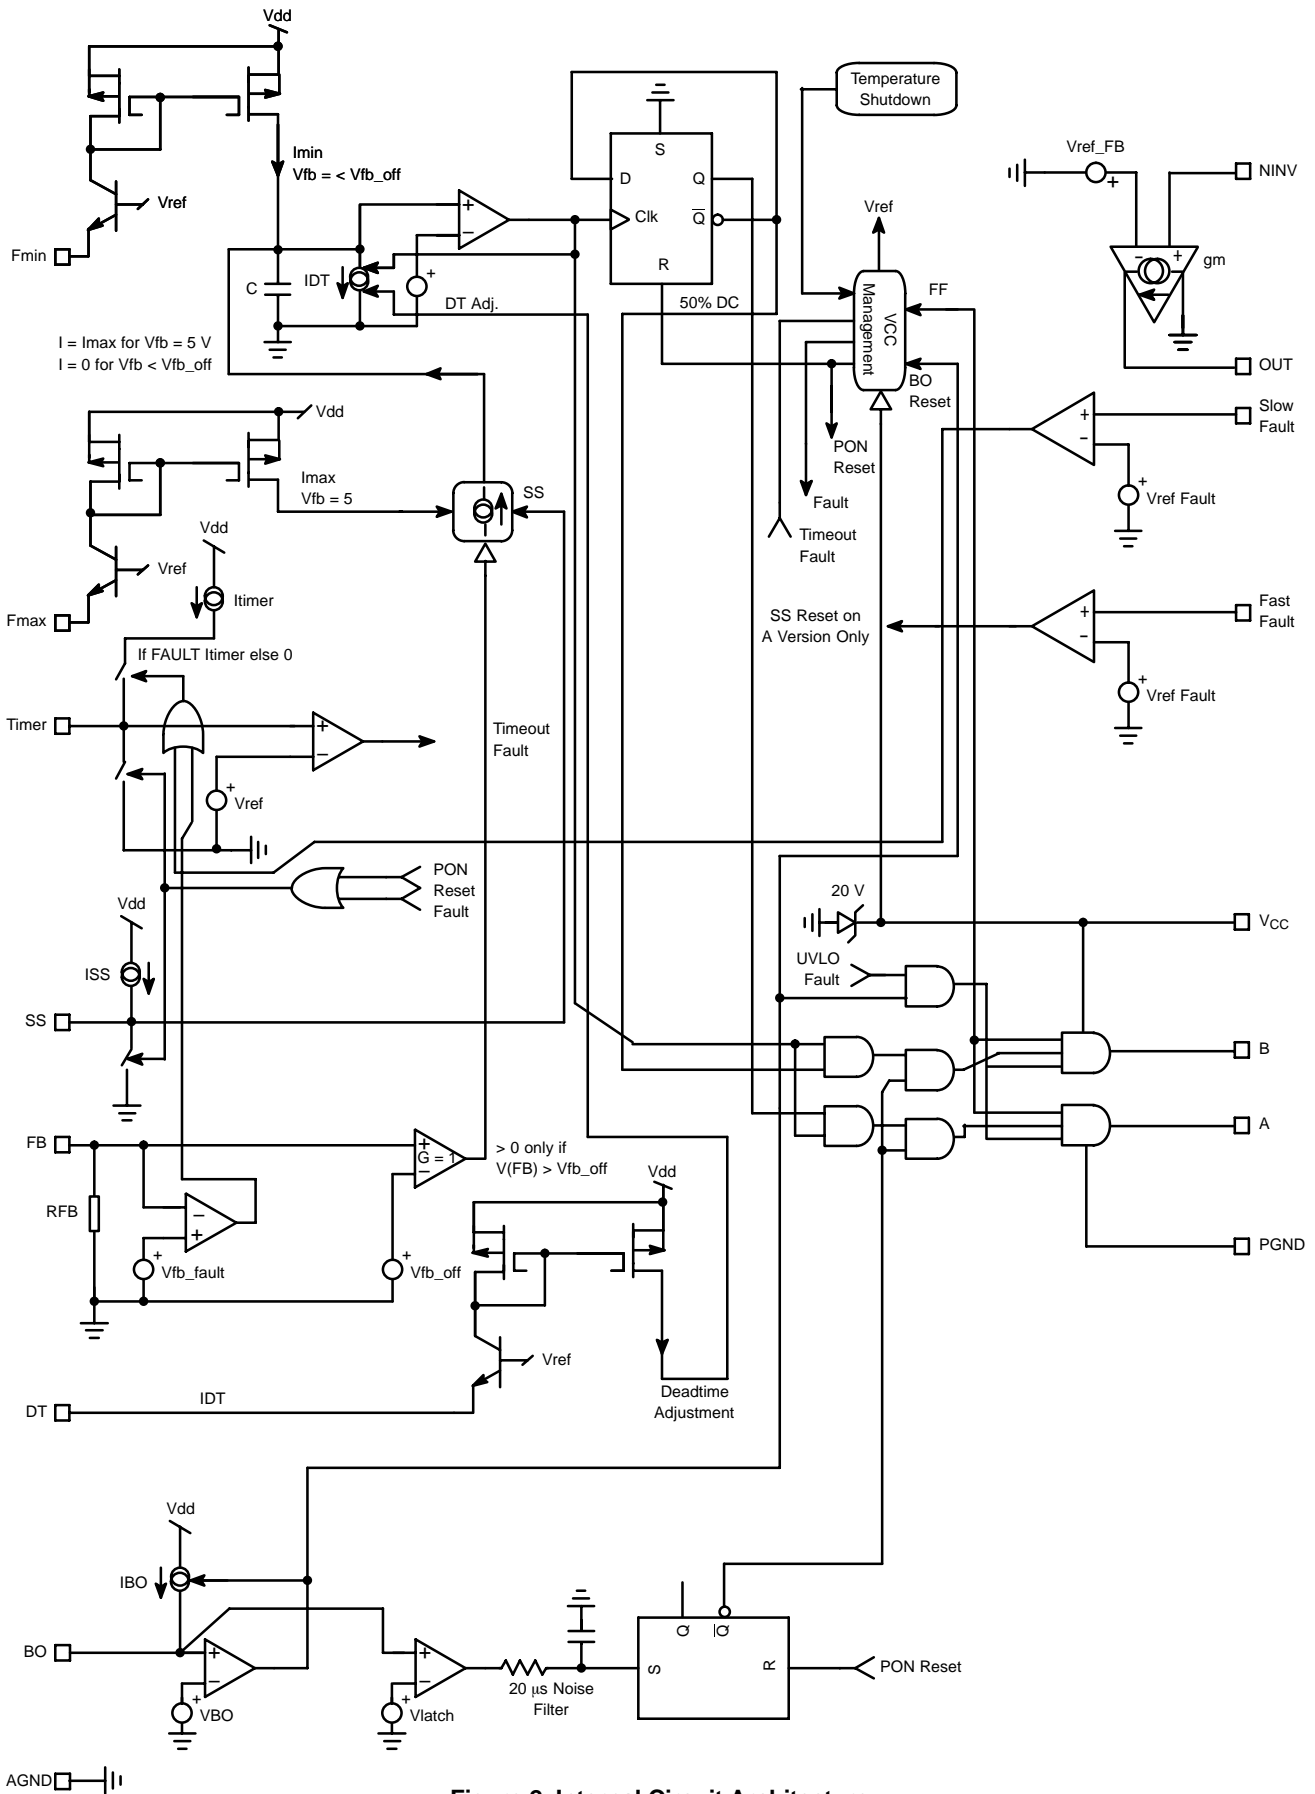 Vdd
Temperature
Shutdown
Imin
Vfb = < Vfb_off
Vref
Fmin
S
D
Q
Clk
Q
R
Vref_FB
+
NINV
Vref
+
−
C
IDT
+
DT Adj.
50% DC
VCC
Management
FF
BO
Reset
-
+
gm
OUT
I = Imax for Vfb = 5 V
I = 0 for Vfb < Vfb_off
Vdd
PON
Reset
Slow
Fault
+
-
Imax
Vfb = 5
SS
Fault
+
Vref Fault
Vdd
Timeout
Fault
Vref
Itimer
Fmax
SS Reset on
A Version Only
Fast
Fault
+
-
If FAULT Itimer else 0
+
Vref Fault
Timer
+
−
Timeout
Fault
+
Vref
PON
Reset
Fault
Vdd
20 V
VCC
ISS
UVLO
Fault
SS
B
FB
+
G = 1
−
> 0 only if
V(FB) > Vfb_off
A
Vdd
RFB
−
+
+
Vfb_fault
+
Vfb_off
PGND
Vref
DT
IDT
Deadtime
Adjustment
Vdd
IBO
BO
+
−
+
−
Q
Q
S
R
PON Reset
20 μs Noise
Filter
+
VBO
+
Vlatch
AGND